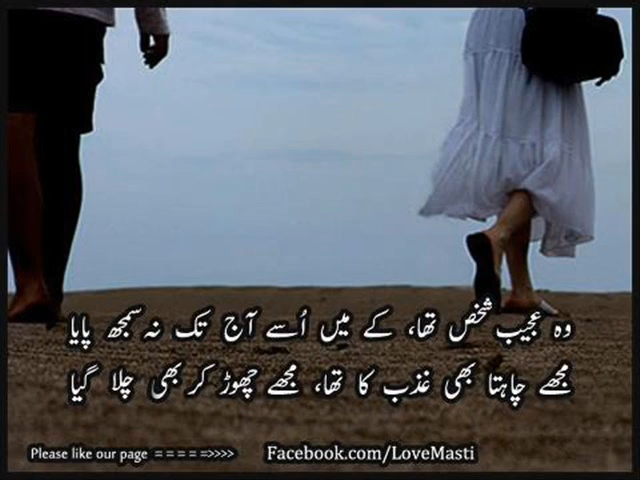 وہ عجیب شخص تھا، کے میں اُسے آج تک نہ سمجھ پایا
مجھے چاہتا بھی غذب کا تھا، مجھے چھوڑ کر بھی چلا گیا
Please like our page = = = = =>>>>
Facebook.com/LoveMasti